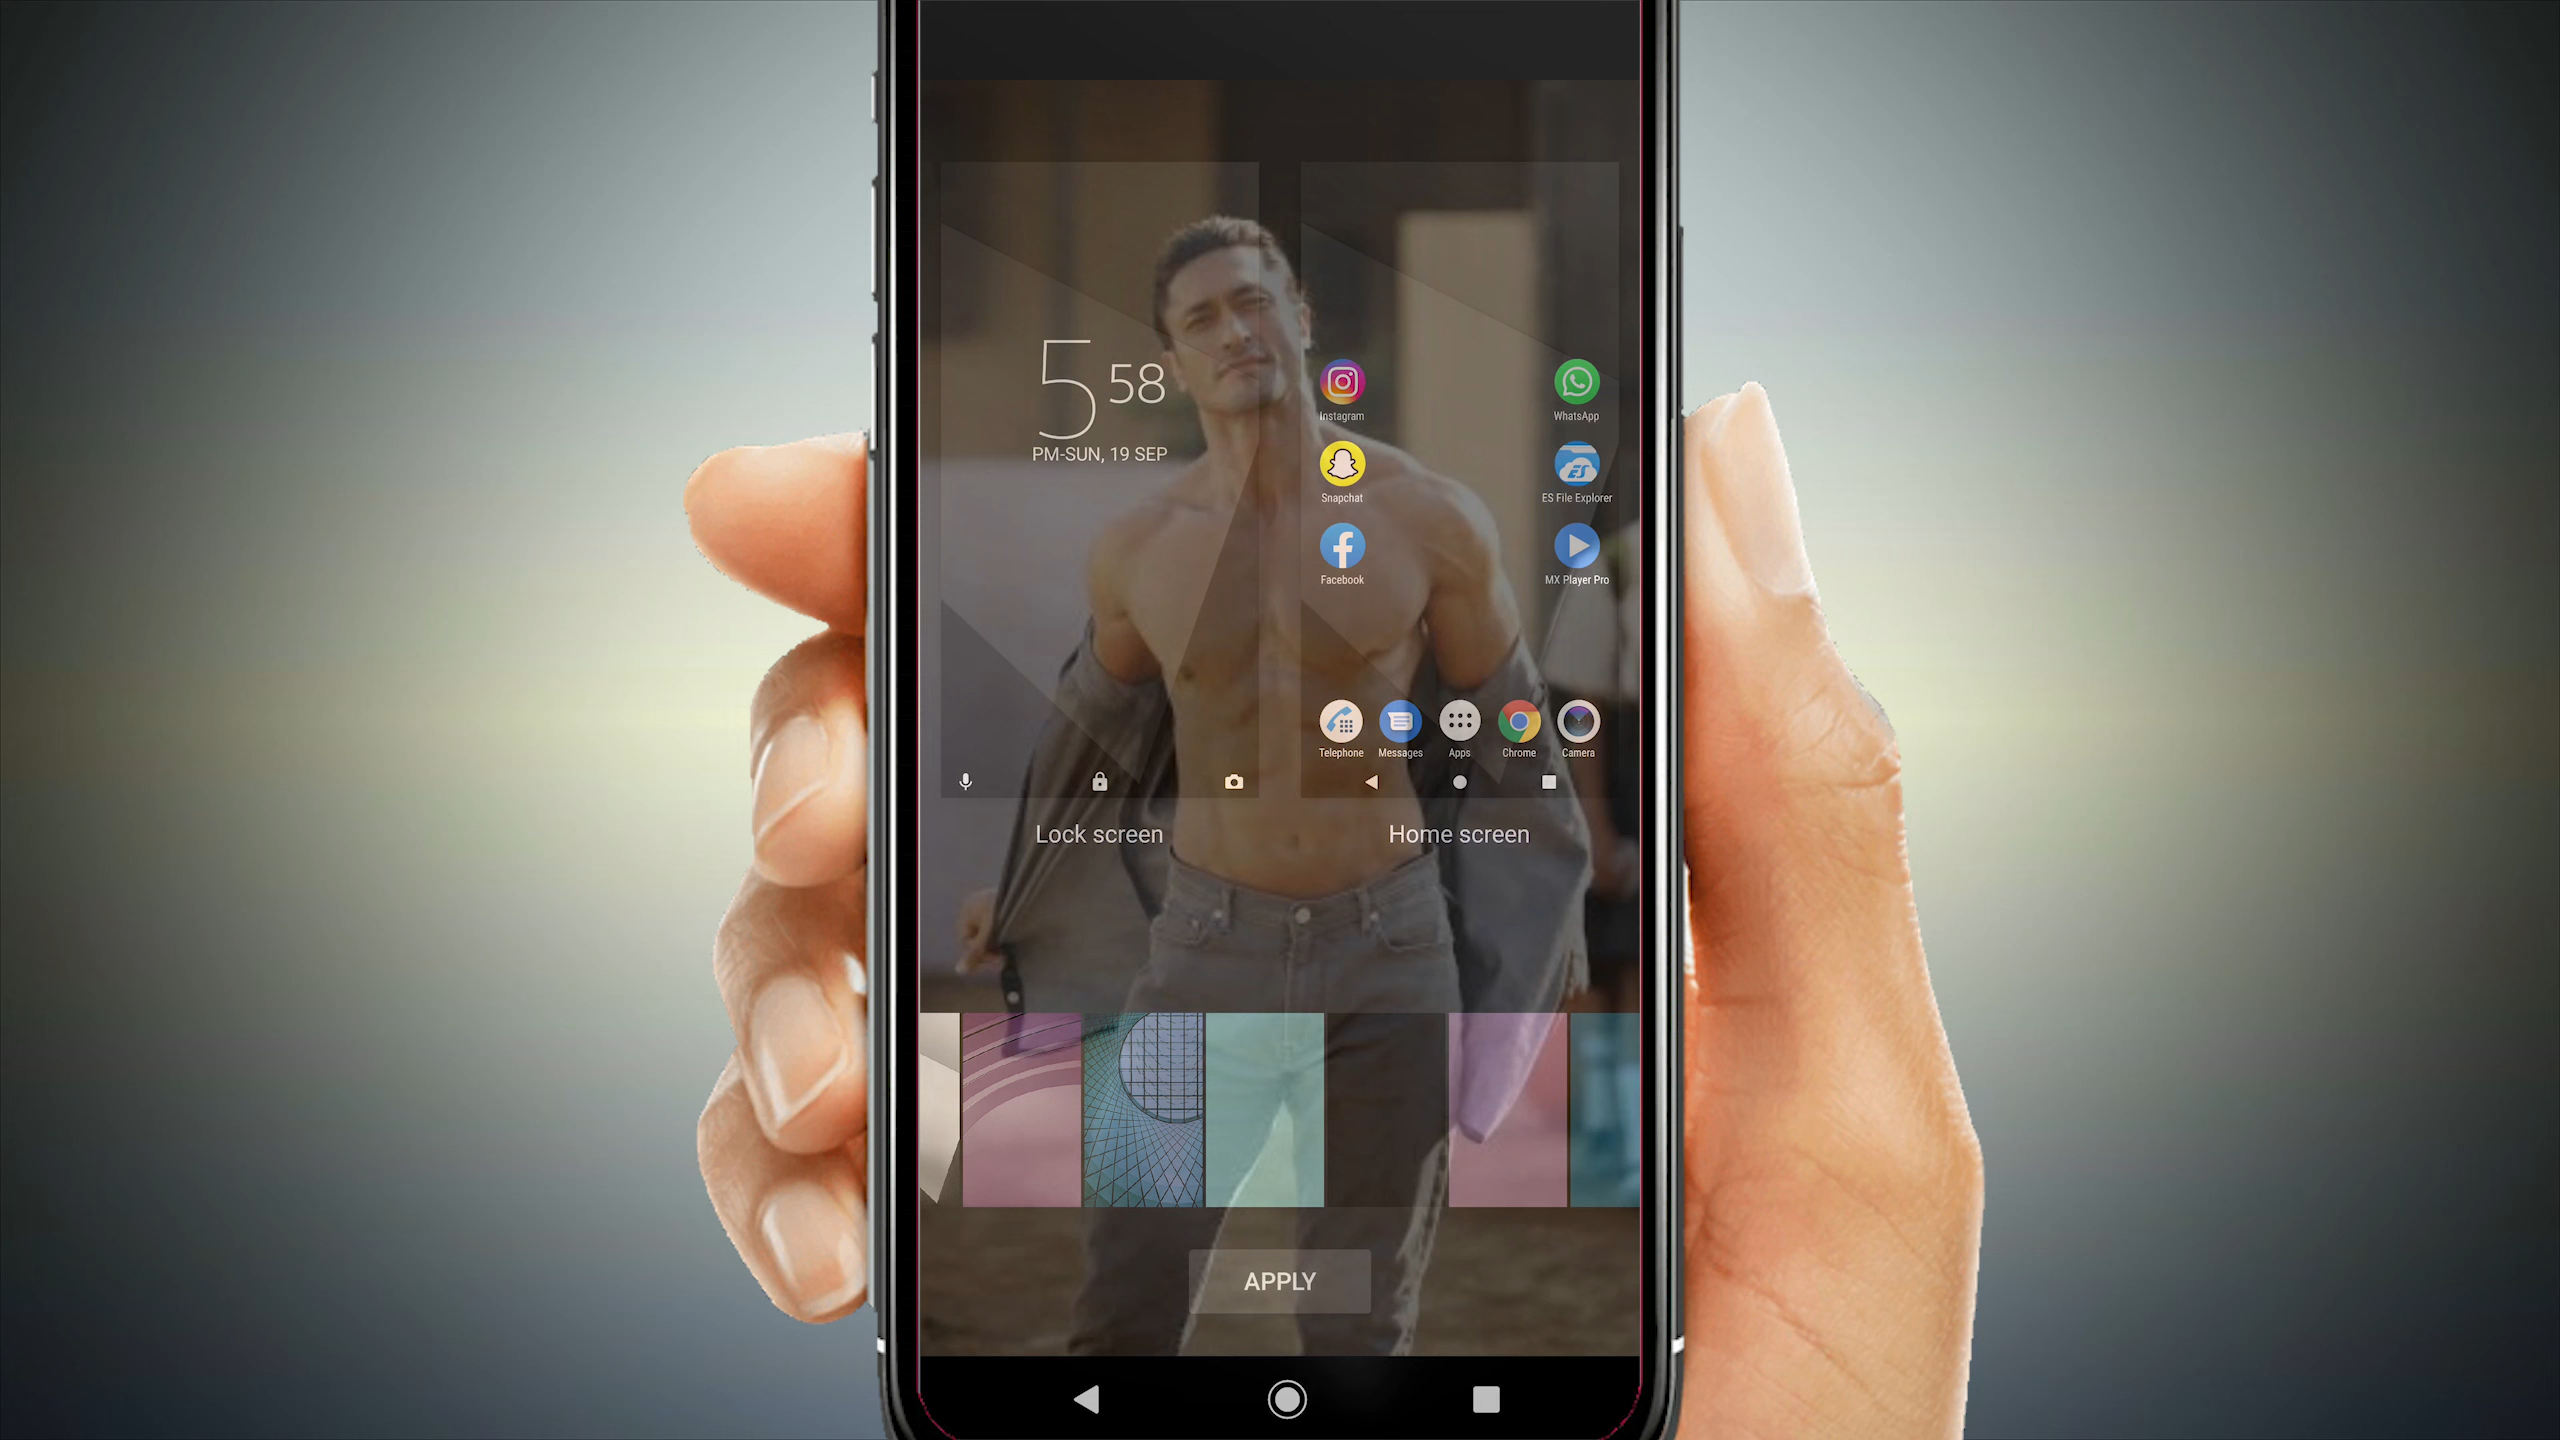 5 58
PM-SUN, 19 SEP
Instagram
WhatsApp
Snapchat
ES File Explorer
Facebook
MX Player Pro
Telephone
Messages
Apps
Chrome
Camera
Lock screen
Home screen
APPLY